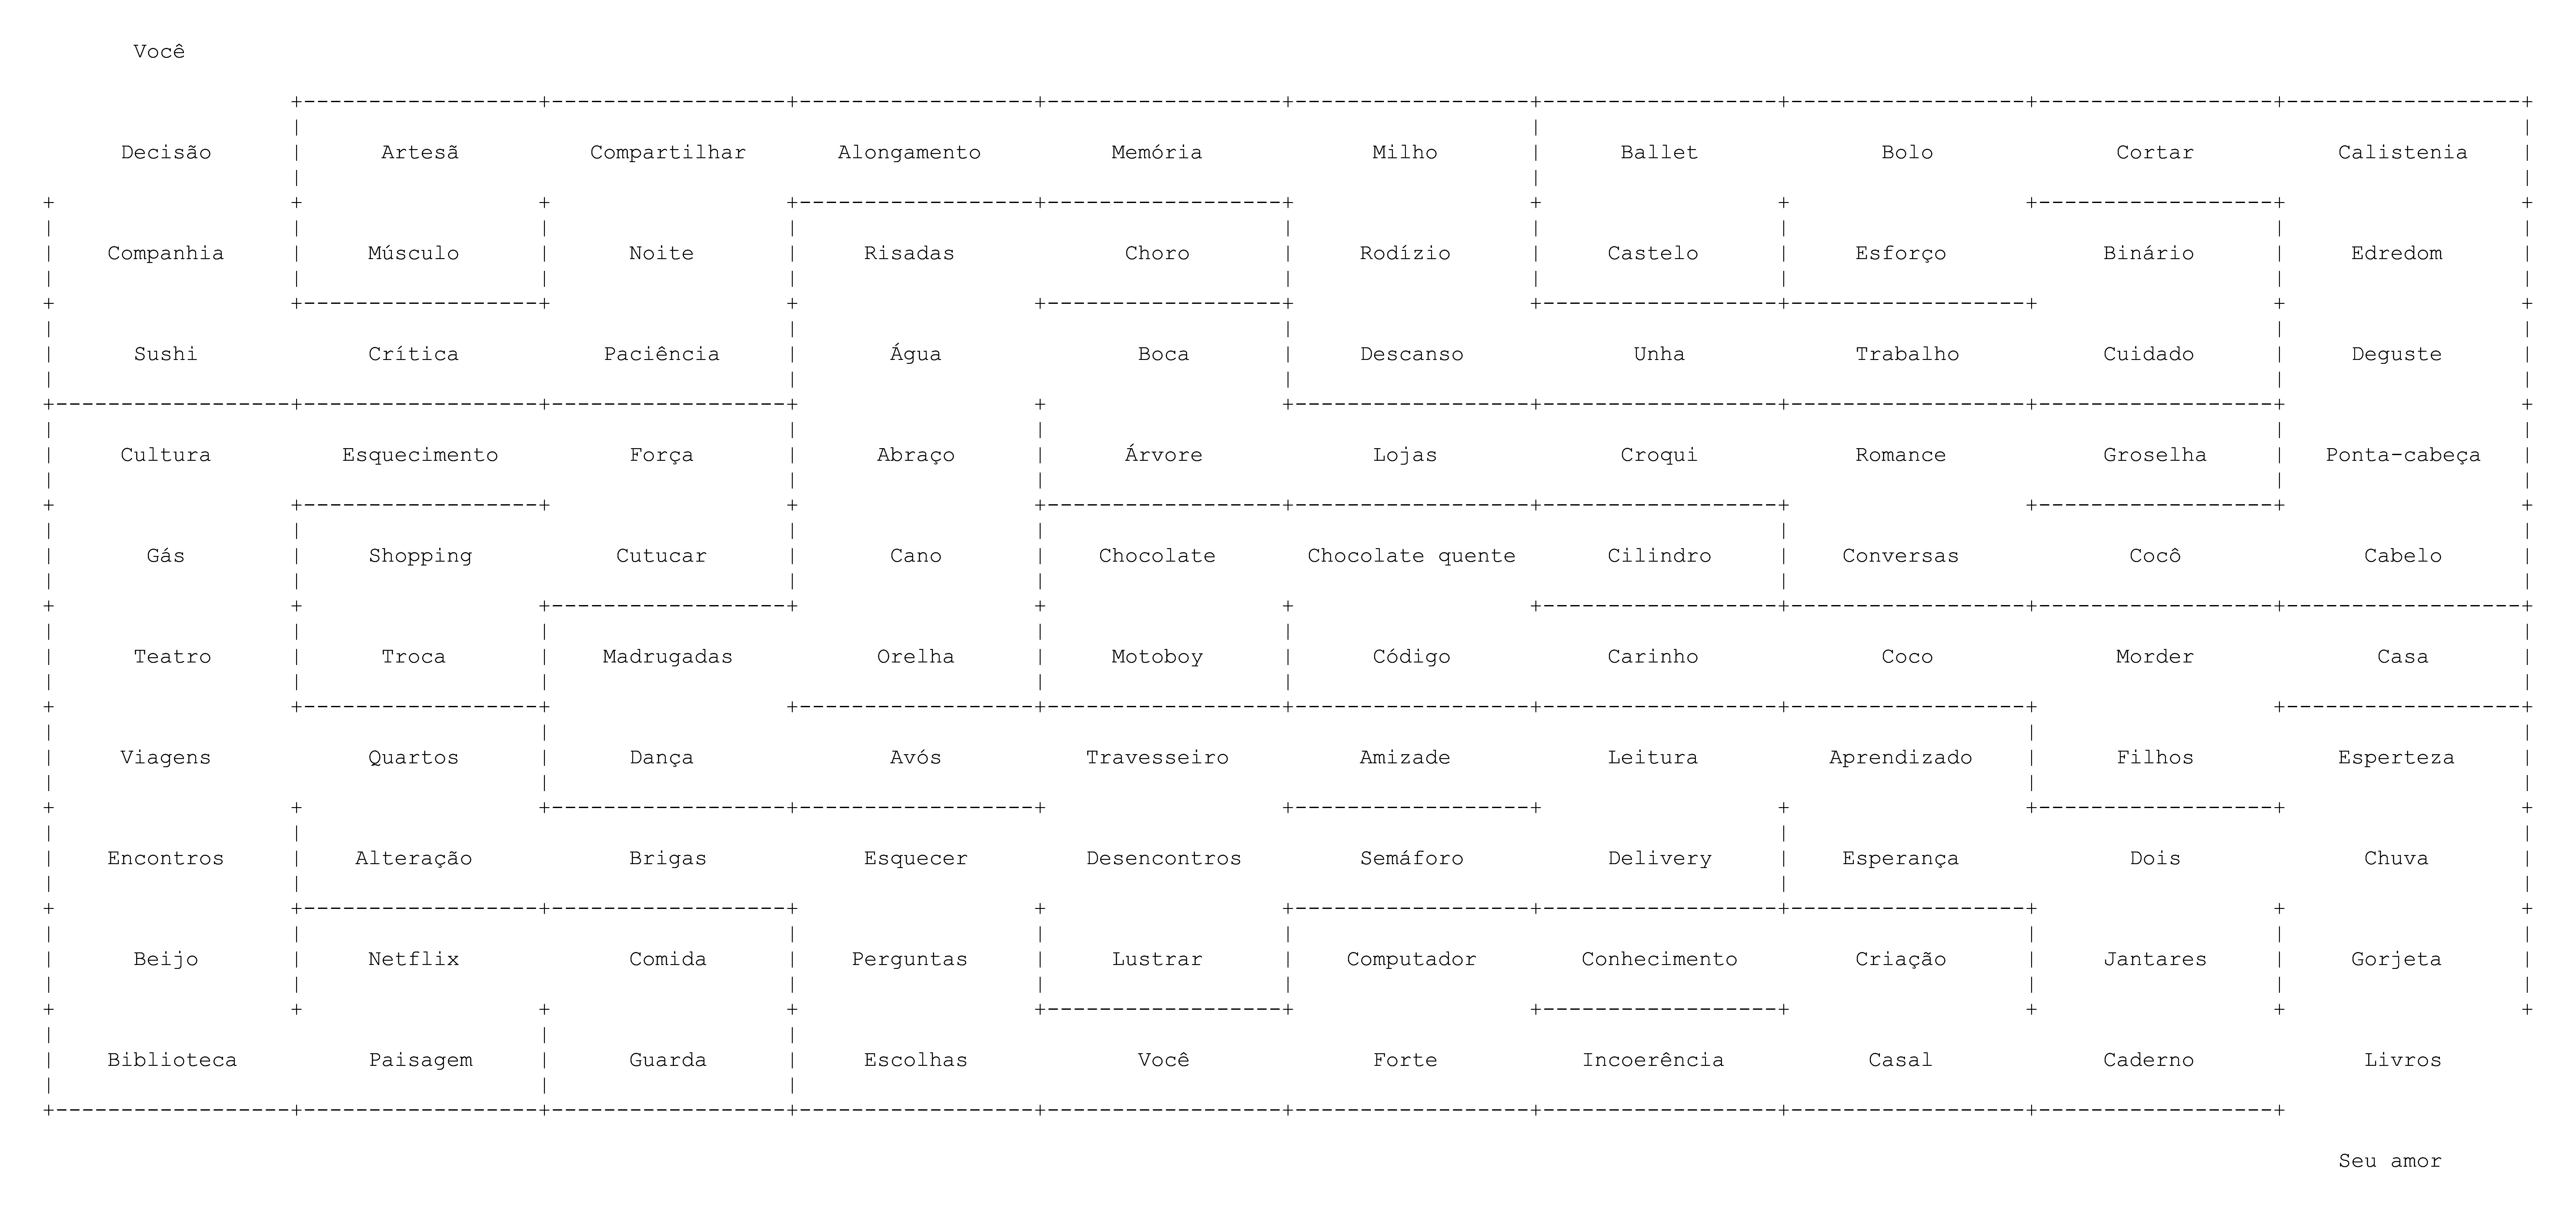 Você
Decisão Artesã Compartilhar Alongamento Memória Milho Ballet Bolo Cortar Calistenia
Companhia Músculo Noite Risadas Choro Rodízio Castelo Esforço Binário Edredom
Sushi Crítica Paciência Água Boca Descanso Unha Trabalho Cuidado Deguste
Cultura Esquecimento Força Abraço Árvore Lojas Croqui Romance Groselha Ponta-cabeça
Gás Shopping Cutucar Cano Chocolate Chocolate quente Cilindro Conversas Cocô Cabelo
Teatro Troca Madrugadas Orelha Motoboy Código Carinho Coco Morder Casa
Viagens Quartos Dança Avós Travesseiro Amizade Leitura Aprendizado Filhos Esperteza
Encontros Alteração Brigas Esquecer Desencontros Semáforo Delivery Esperança Dois Chuva
Beijo Netflix Comida Perguntas Lustrar Computador Conhecimento Criação Jantares Gorjeta
Biblioteca Paisagem Guarda Escolhas Você Forte Incoerência Casal Caderno Livros
Seu amor